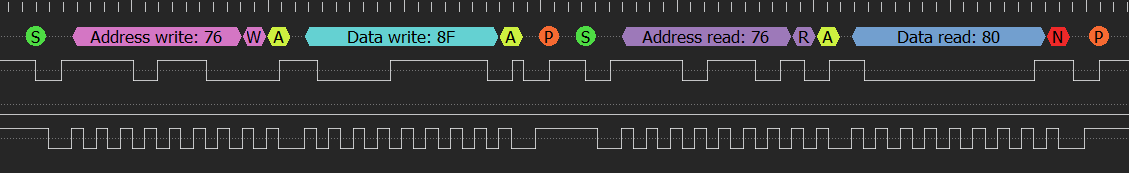 S Address write: 76 W A Data write: 8F A P S Address read: 76 R A Data read: 80 N P